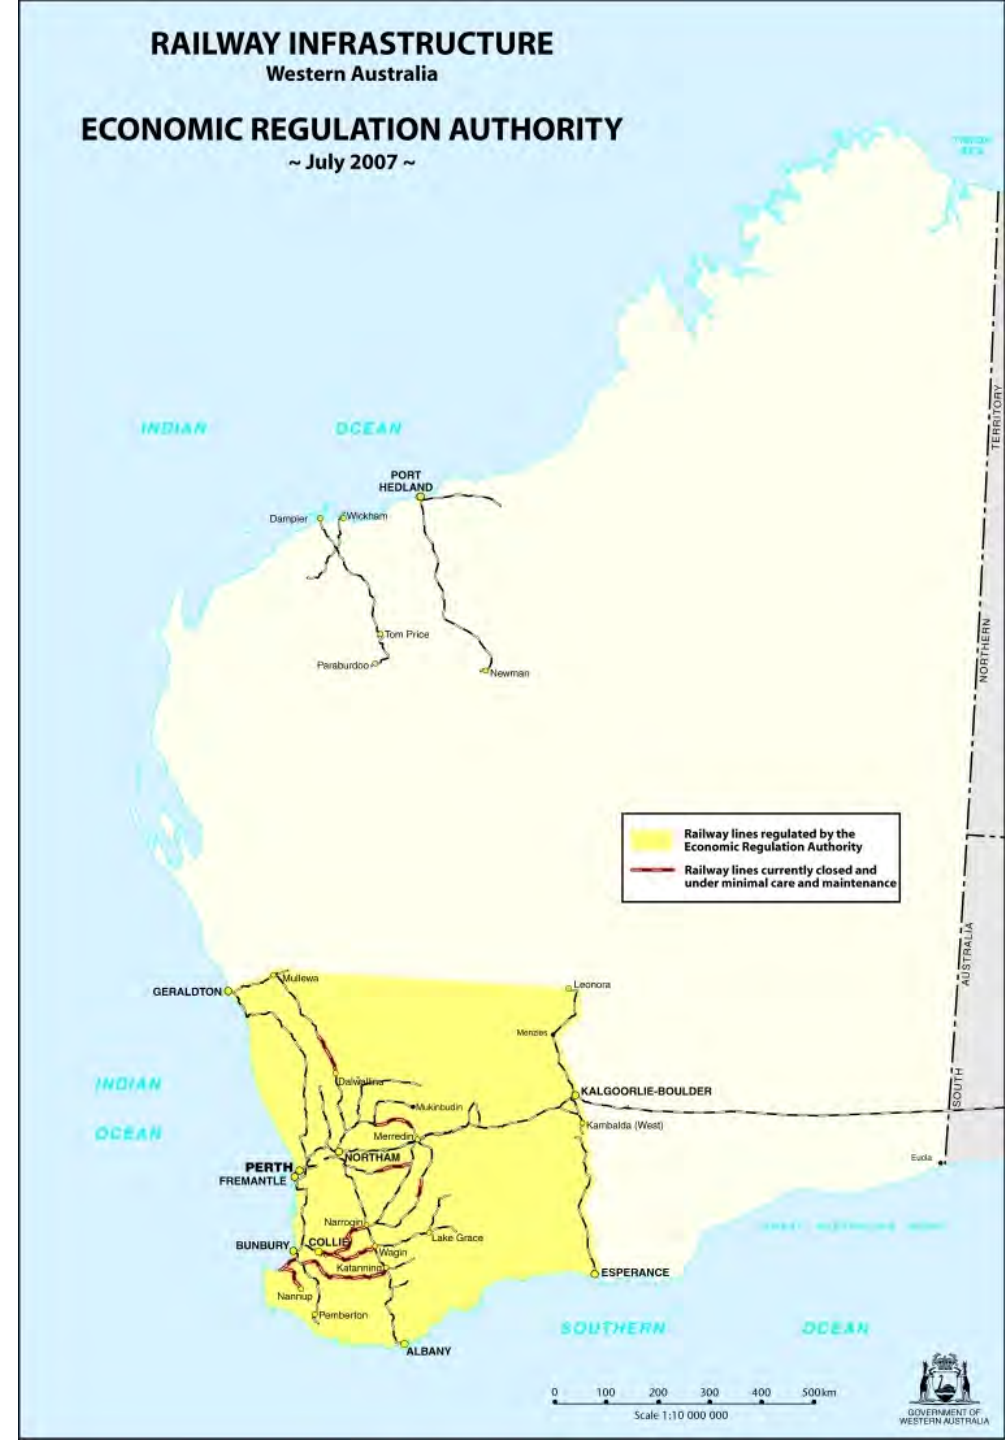 RAILWAY INFRASTRUCTURE
Western Australia
ECONOMIC REGULATION AUTHORITY
~ July 2007 ~
TIMOR
SEA
TERRITORY
INDIAN OCEAN
PORT
HEDLAND
Dampier
Wickham
NORTHERN
Tom Price
Paraburdoo
Newman
Railway lines regulated by the
Economic Regulation Authority
Railway lines currently closed and
under minimal care and maintenance
AUSTRALIA
SOUTH
Mullewa
GERALDTON
Leonora
Menzies
INDIAN
OCEAN
Dalwallinu
KALGOORLIE-BOULDER
Mukinbudin
Kambalda (West)
Merredin
NORTHAM
Eucla
PERTH
FREMANTLE
Narrogin
Lake Grace
BUNBURY
COLLIE
Wagin
Katanning
ESPERANCE
Nannup
Pemberton
ALBANY
SOUTHERN OCEAN
0 100 200 300 400 500km
Scale 1:10 000 000
GOVERNMENT OF
WESTERN AUSTRALIA